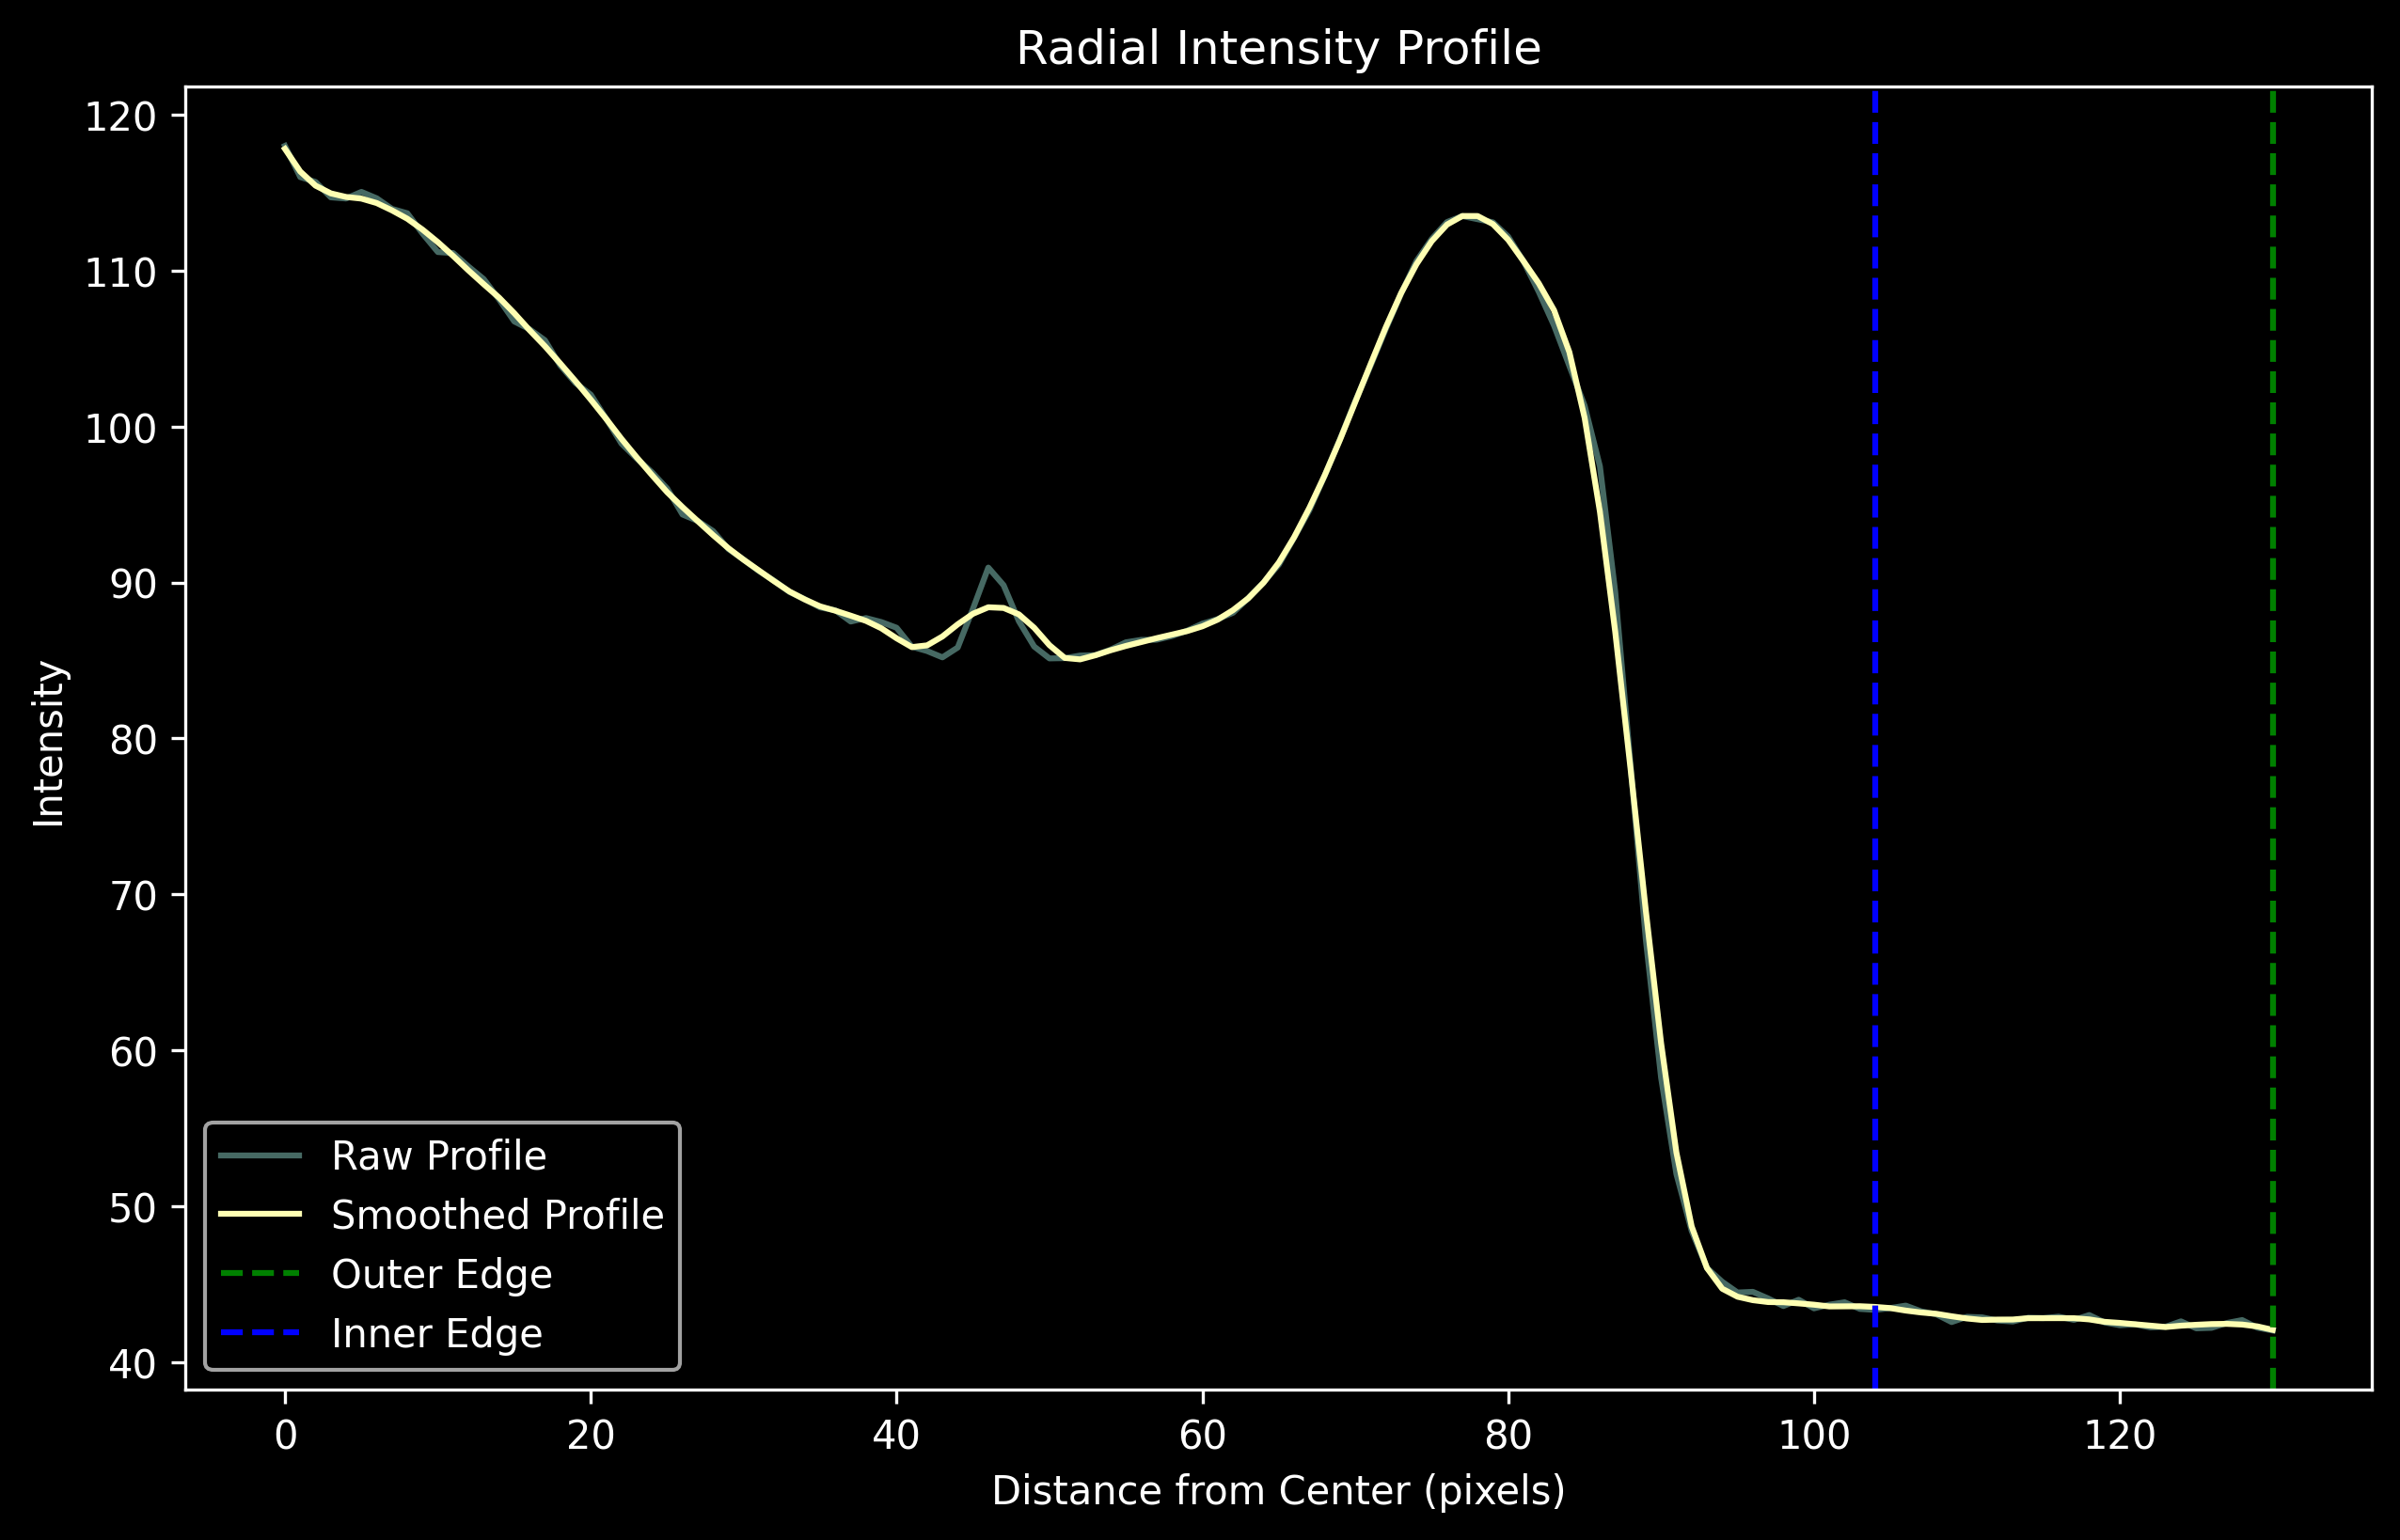 Radial Intensity Profile
120
110
100
90
80
70
60
50
40
Intensity
Raw Profile
Smoothed Profile
Outer Edge
Inner Edge
0 20 40 60 80 100 120
Distance from Center (pixels)